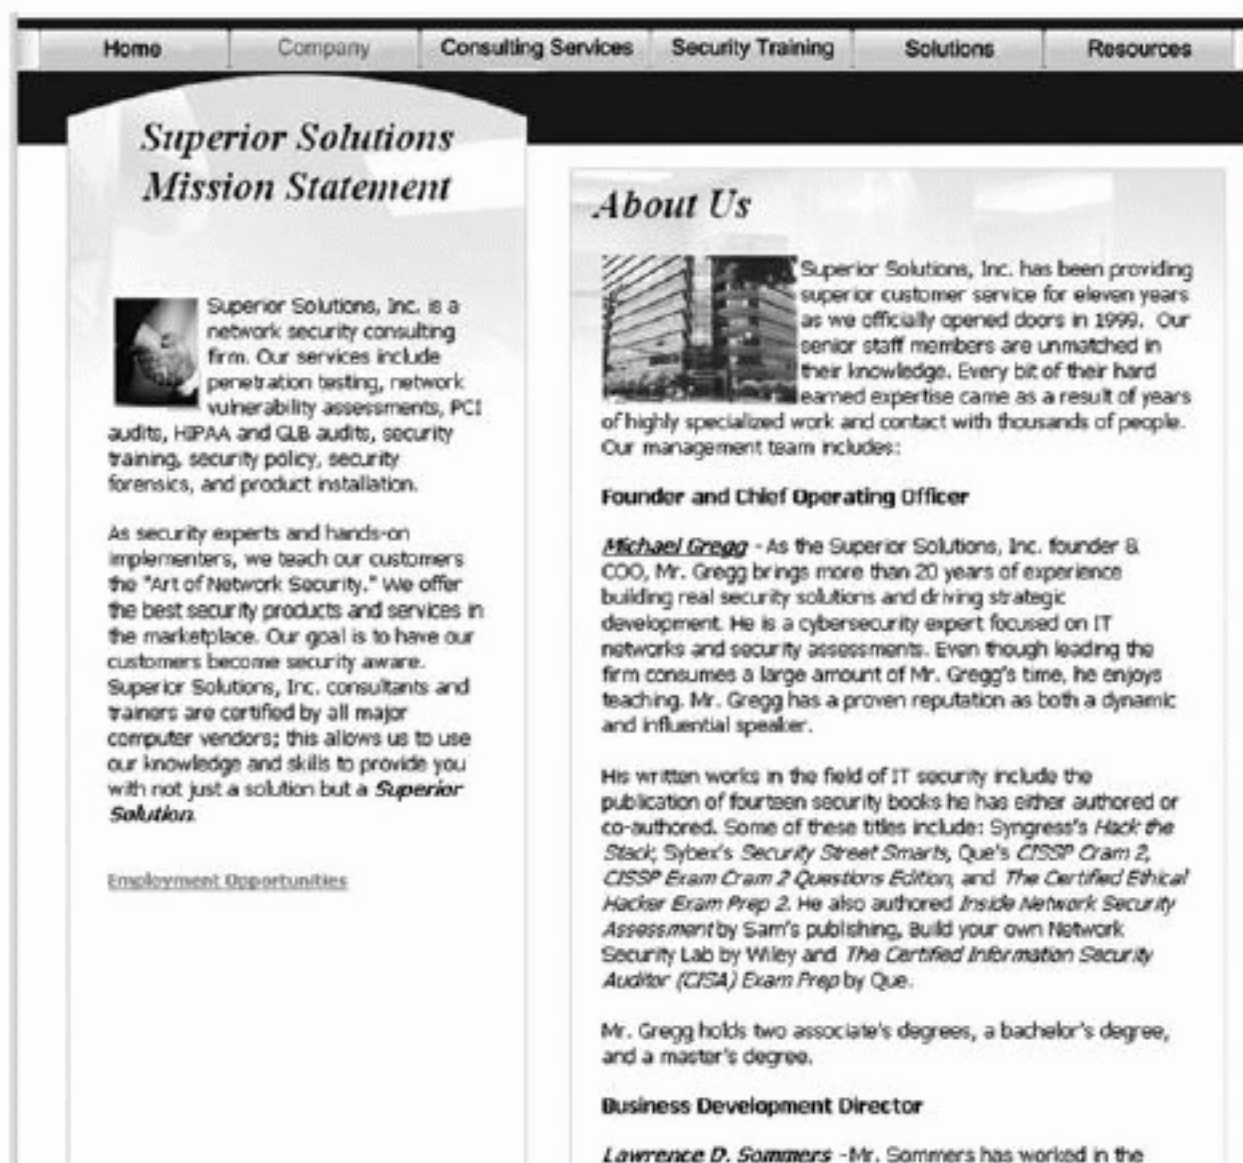 Home Company Consulting Services Security Training Solutions Resources
Superior Solutions
Mission Statement
Superior Solutions, Inc. is a
network security consulting
firm. Our services include
penetration testing, network
vulnerability assessments, PCI
audits, HIPAA and GLB audits, security
training, security policy, security
forensics, and product installation.
As security experts and hands-on
implementers, we teach our customers
the "Art of Network Security." We offer
the best security products and services in
the marketplace. Our goal is to have our
customers become security aware.
Superior Solutions, Inc. consultants and
trainers are certified by all major
computer vendors; this allows us to use
our knowledge and skills to provide you
with not just a solution but a Superior
Solution.
Employment Opportunities
About Us
Superior Solutions, Inc. has been providing
superior customer service for eleven years
as we officially opened doors in 1999. Our
senior staff members are unmatched in
their knowledge. Every bit of their hard
earned expertise came as a result of years
of highly specialized work and contact with thousands of people.
Our management team includes:
Founder and Chief Operating Officer
Michael Gregg - As the Superior Solutions, Inc. founder &
COO, Mr. Gregg brings more than 20 years of experience
building real security solutions and driving strategic
development. He is a cybersecurity expert focused on IT
networks and security assessments. Even though leading the
firm consumes a large amount of Mr. Gregg's time, he enjoys
teaching. Mr. Gregg has a proven reputation as both a dynamic
and influential speaker.
His written works in the field of IT security include the
publication of fourteen security books he has either authored or
co-authored. Some of these titles include: Syngress's Hack the
Stack, Sybex's Security Street Smarts, Que's CISSP Cram 2,
CISSP Exam Cram 2 Questions Edition, and The Certified Ethical
Hacker Exam Prep 2. He also authored Inside Network Security
Assessment by Sam's publishing, Build your own Network
Security Lab by Wiley and The Certified Information Security
Auditor (CISA) Exam Prep by Que.
Mr. Gregg holds two associate's degrees, a bachelor's degree,
and a master's degree.
Business Development Director
Lawrence D. Sommers -Mr. Sommers has worked in the